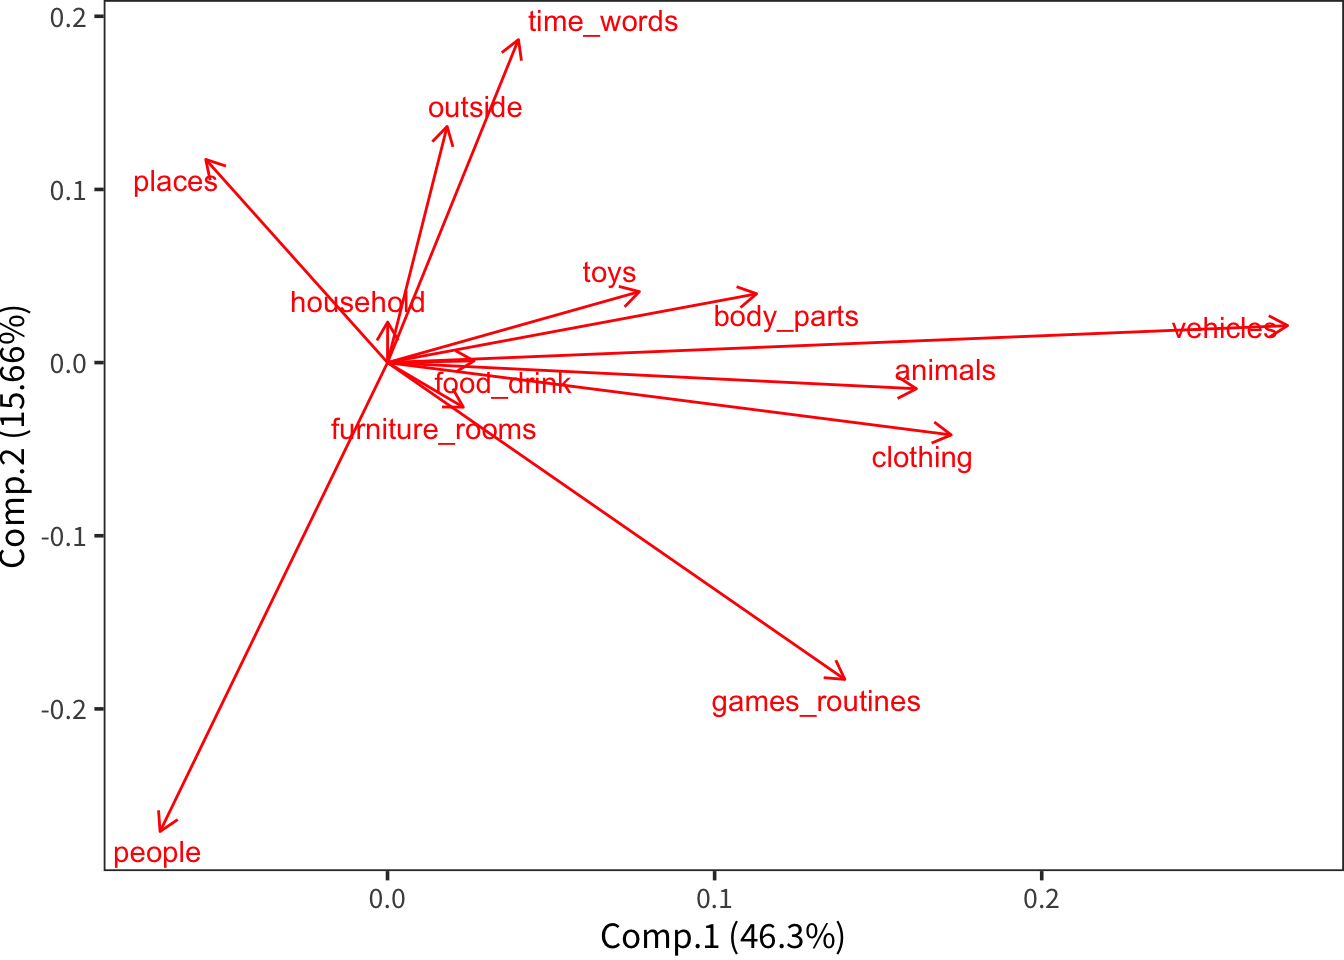 0.2
0.1
0.0
-0.1
-0.2
Comp.2 (15.66%)
time_words
outside
places
toys
household
body_parts
vehicles
animals
food_drink
furniture_rooms
clothing
games_routines
people
0.0
0.1
0.2
Comp.1 (46.3%)